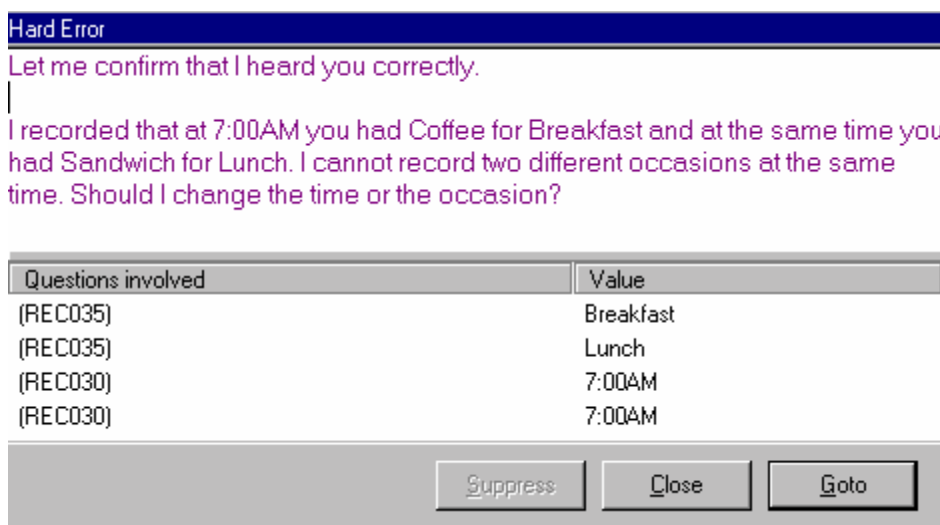 Hard Error
Let me confirm that I heard you correctly.
I recorded that at 7:00AM you had Coffee for Breakfast and at the same time you
had Sandwich for Lunch. I cannot record two different occasions at the same
time. Should I change the time or the occasion?
Questions involved Value
(REC035) Breakfast
(REC035) Lunch
(REC030) 7:00AM
(REC030) 7:00AM
Suppress Close Goto